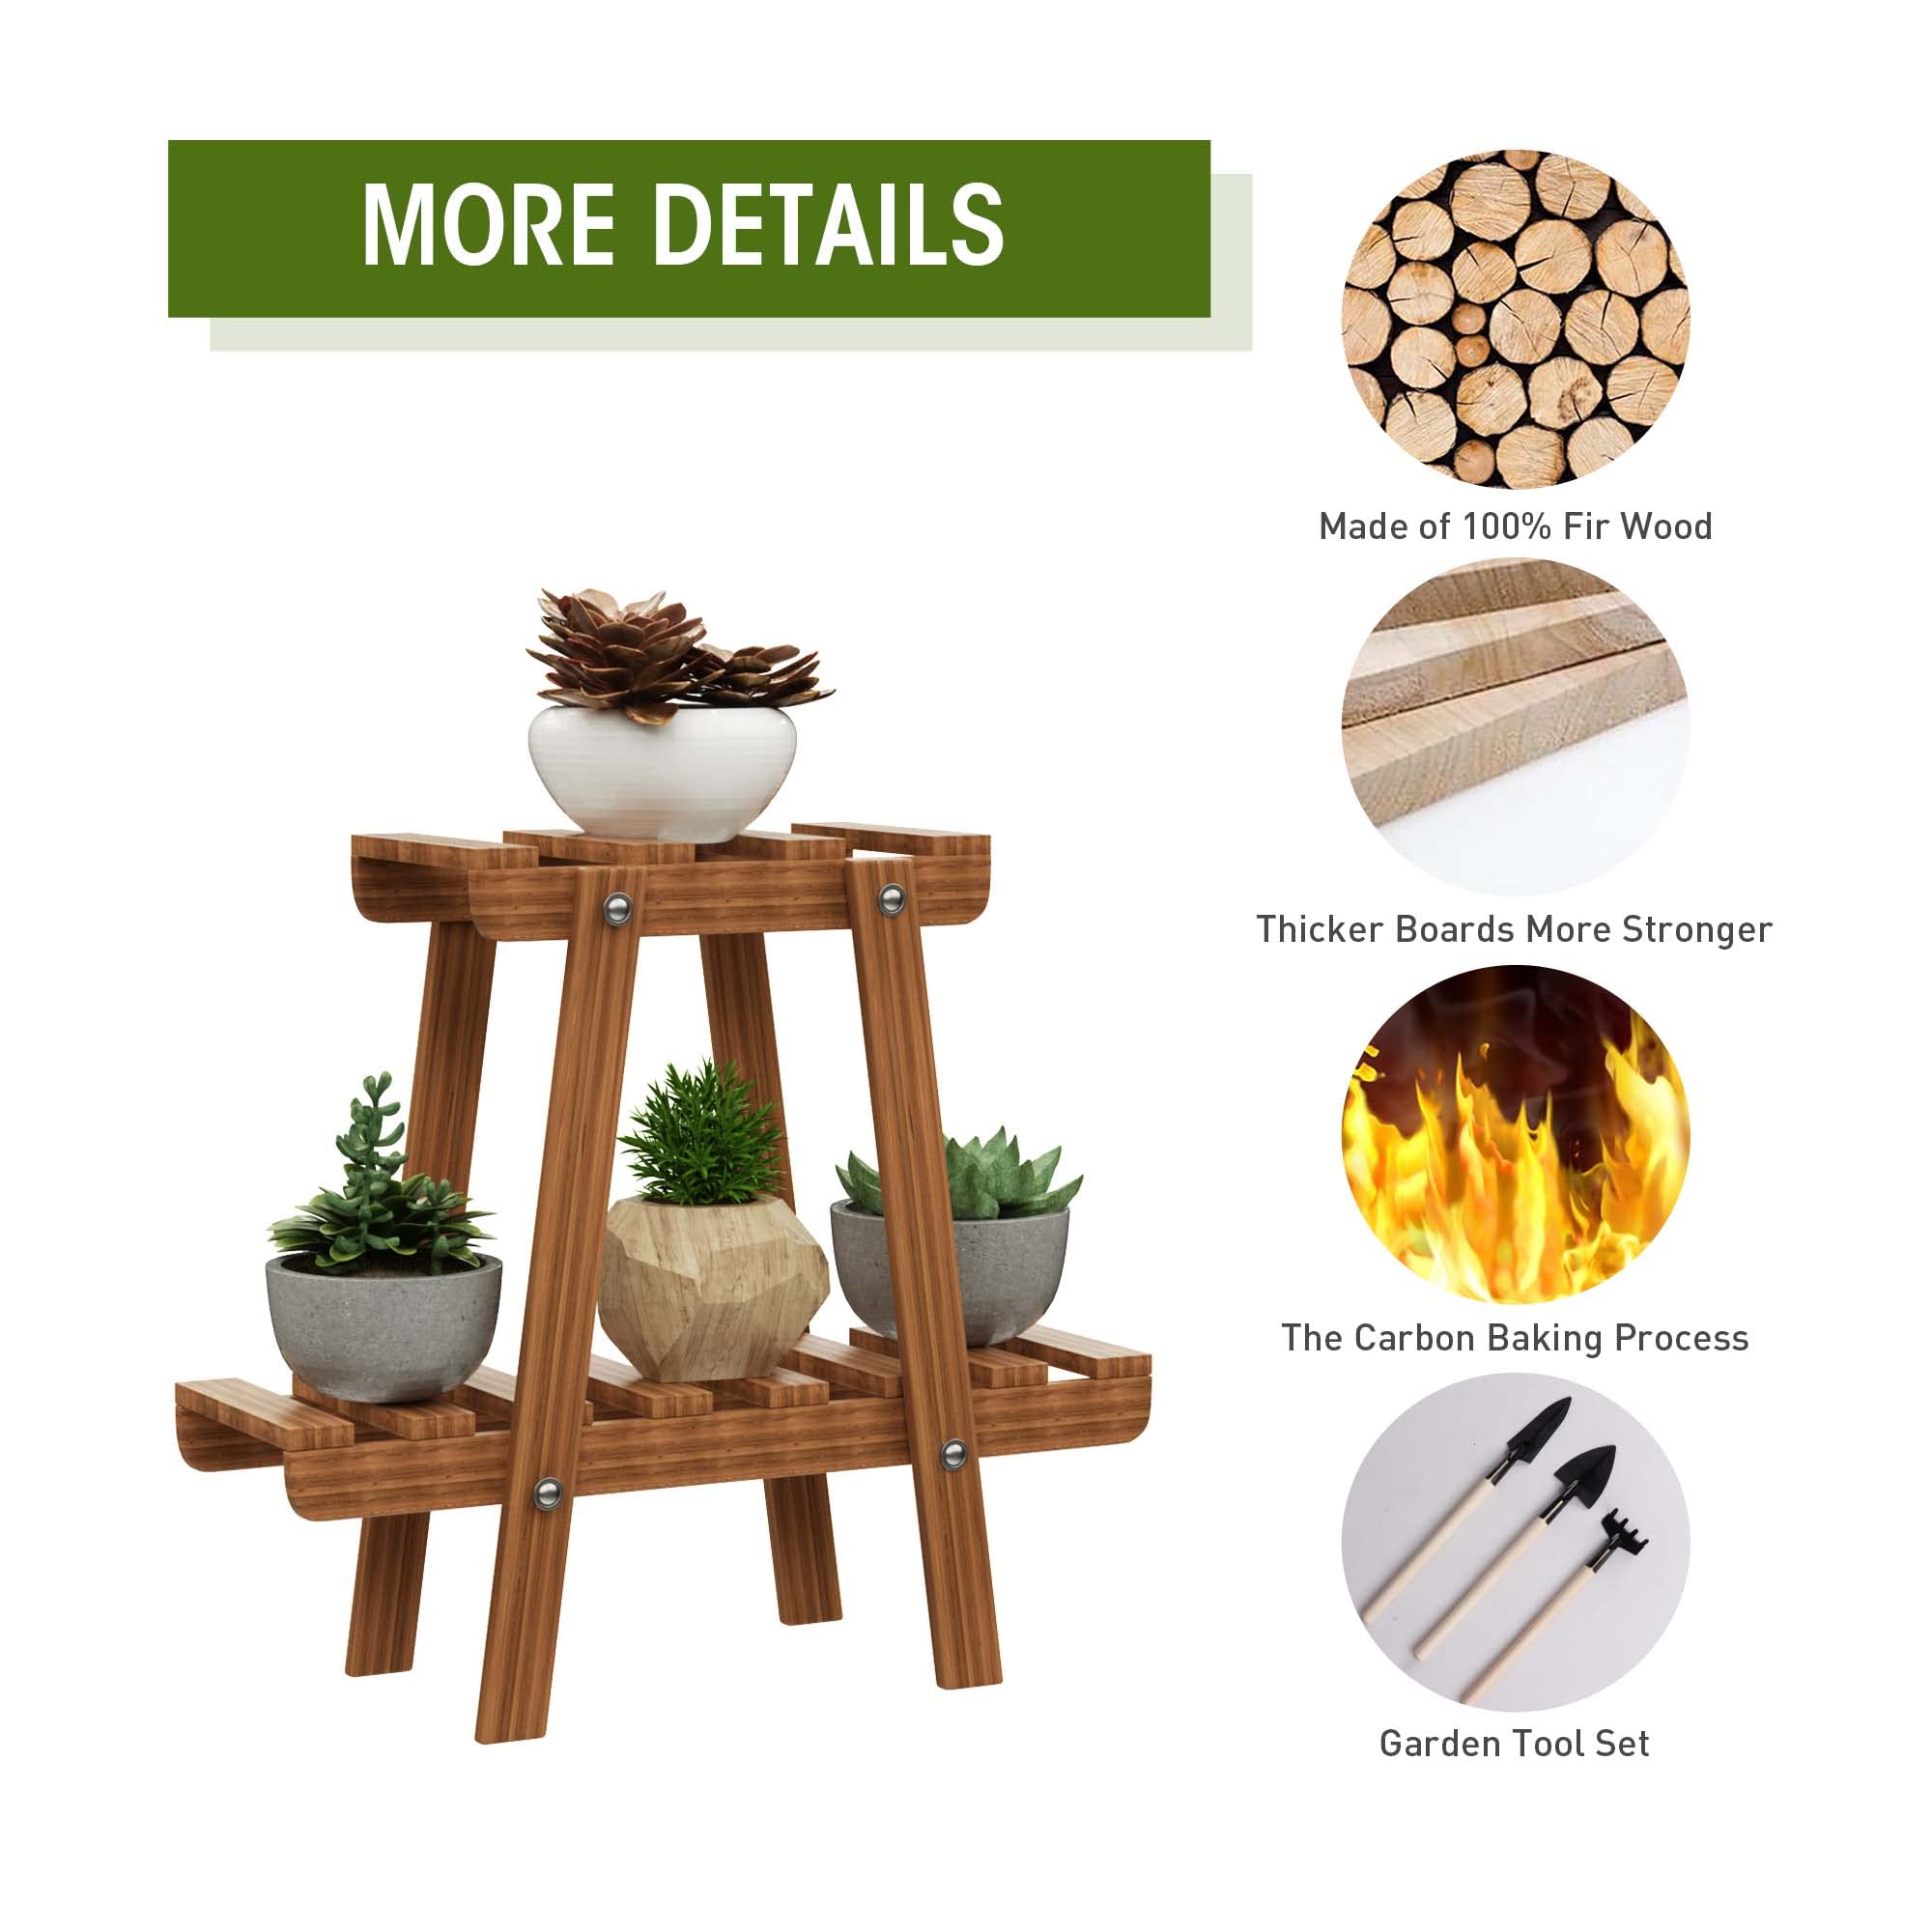 MORE DETAILS
Made of 100% Fir Wood
Thicker Boards More Stronger
The Carbon Baking Process
Garden Tool Set